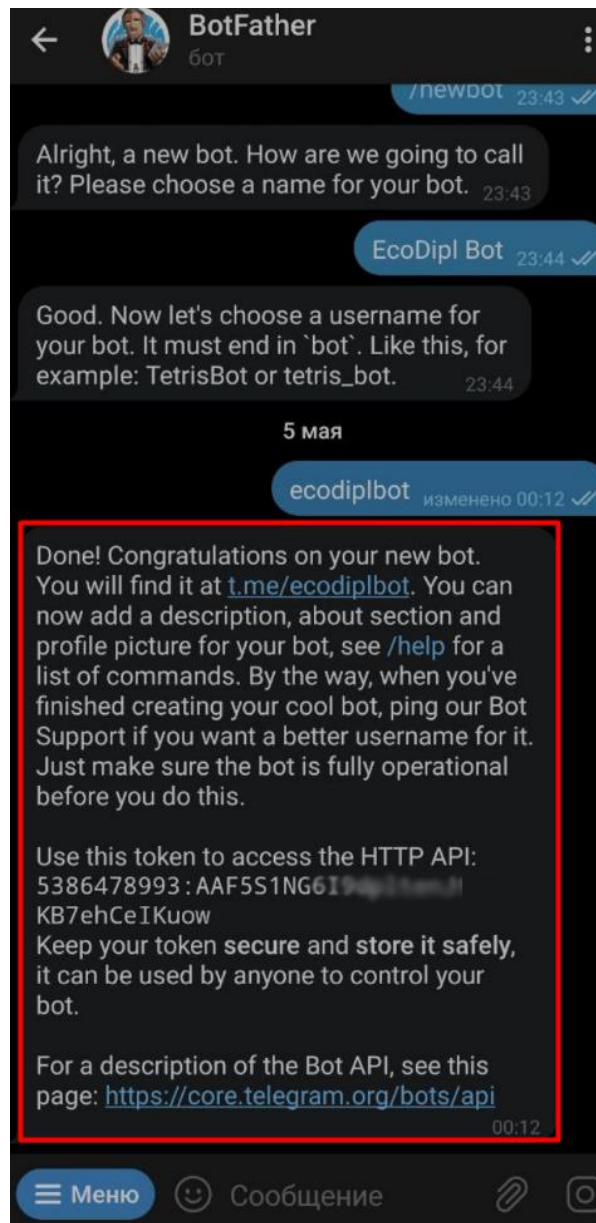 BotFather
бот
/newbot 23:43
Alright, a new bot. How are we going to call
it? Please choose a name for your bot. 23:43
EcoDipl Bot 23:44
Good. Now let's choose a username for
your bot. It must end in `bot`. Like this, for
example: TetrisBot or tetris_bot. 23:44
5 мая
ecodiplbot изменено 00:12
Done! Congratulations on your new bot.
You will find it at t.me/ecodiplbot. You can
now add a description, about section and
profile picture for your bot, see /help for a
list of commands. By the way, when you've
finished creating your cool bot, ping our Bot
Support if you want a better username for it.
Just make sure the bot is fully operational
before you do this.
Use this token to access the HTTP API:
5386478993:AAF5S1NG
KB7ehCeIKuow
Keep your token secure and store it safely,
it can be used by anyone to control your
bot.
For a description of the Bot API, see this
page: https://core.telegram.org/bots/api
00:12
Меню
Сообщение